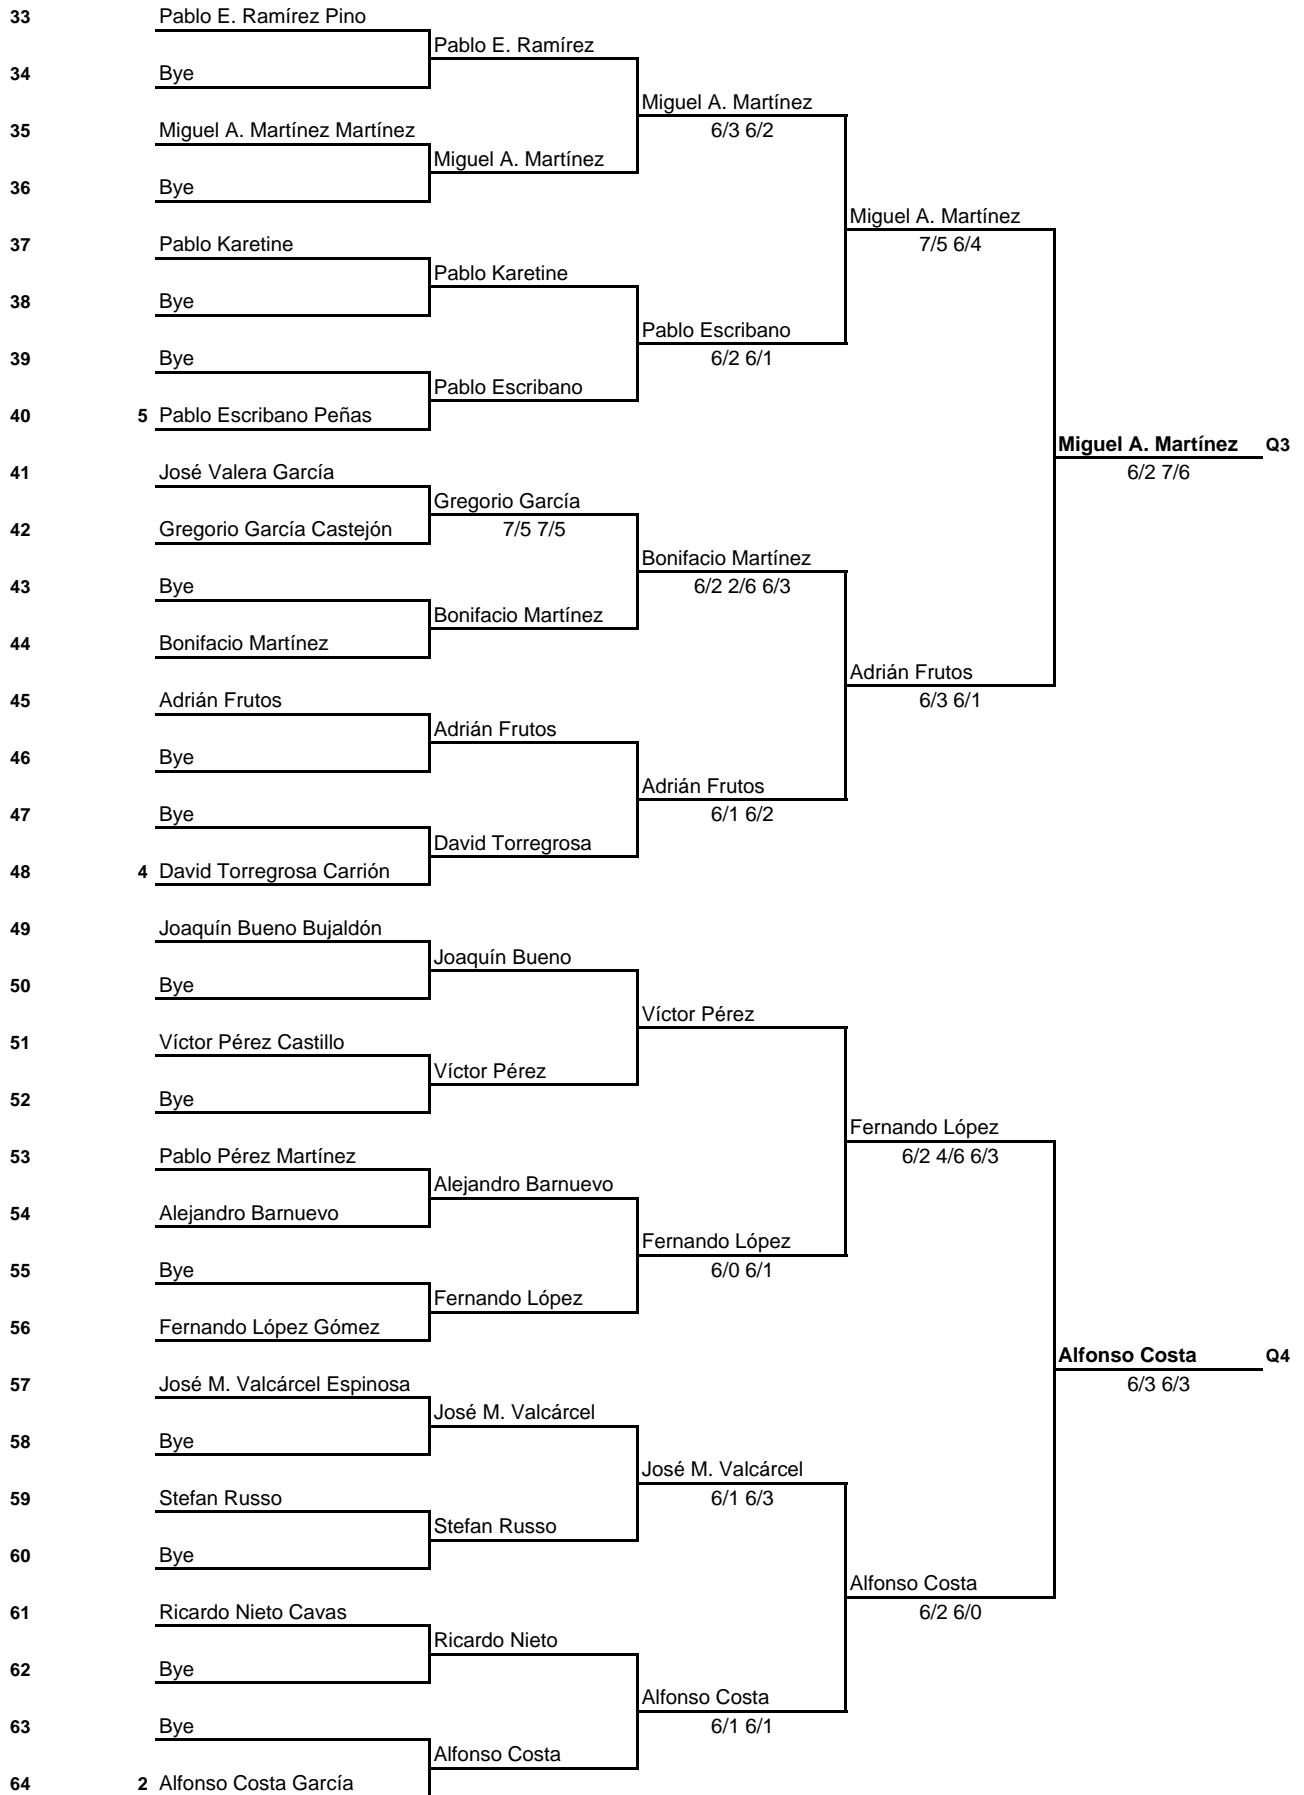 33 Pablo E. Ramírez Pino
Pablo E. Ramírez
34 Bye
Miguel A. Martínez
35 Miguel A. Martínez Martínez 6/3 6/2
Miguel A. Martínez
36 Bye
Miguel A. Martínez
37 Pablo Karetine 7/5 6/4
Pablo Karetine
38 Bye
Pablo Escribano
39 Bye 6/2 6/1
Pablo Escribano
40 5 Pablo Escribano Peñas
Miguel A. Martínez Q3
41 José Valera García 6/2 7/6
Gregorio García
42 Gregorio García Castejón 7/5 7/5
Bonifacio Martínez
43 Bye 6/2 2/6 6/3
Bonifacio Martínez
44 Bonifacio Martínez
Adrián Frutos
45 Adrián Frutos 6/3 6/1
Adrián Frutos
46 Bye
Adrián Frutos
47 Bye 6/1 6/2
David Torregrosa
48 4 David Torregrosa Carrión
49 Joaquín Bueno Bujaldón
Joaquín Bueno
50 Bye
Víctor Pérez
51 Víctor Pérez Castillo
Víctor Pérez
52 Bye
Fernando López
53 Pablo Pérez Martínez 6/2 4/6 6/3
Alejandro Barnuevo
54 Alejandro Barnuevo
Fernando López
55 Bye 6/0 6/1
Fernando López
56 Fernando López Gómez
Alfonso Costa Q4
57 José M. Valcárcel Espinosa 6/3 6/3
José M. Valcárcel
58 Bye
José M. Valcárcel
59 Stefan Russo 6/1 6/3
Stefan Russo
60 Bye
Alfonso Costa
61 Ricardo Nieto Cavas 6/2 6/0
Ricardo Nieto
62 Bye
Alfonso Costa
63 Bye 6/1 6/1
Alfonso Costa
64 2 Alfonso Costa García